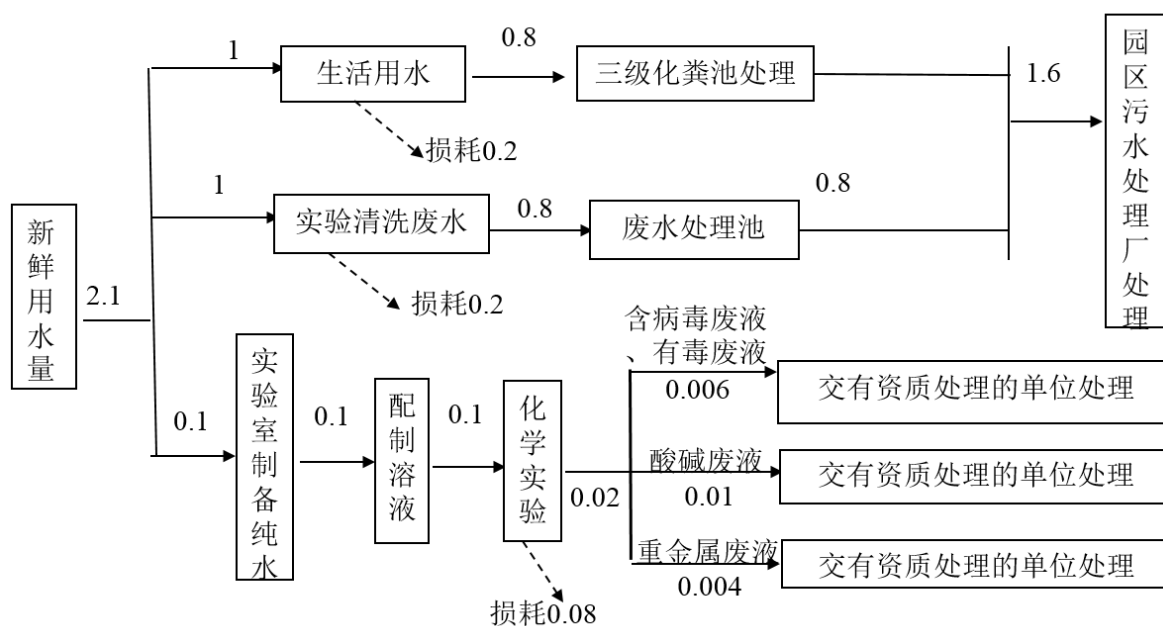 新鲜用水量
2.1
1
生活用水
0.8
三级化粪池处理
损耗0.2
1.6
园区污水处理厂处理
1
实验清洗废水
0.8
废水处理池
0.8
损耗0.2
0.1
实验室制备纯水
0.1
配制溶液
0.1
化学实验
0.02
损耗0.08
含病毒废液
、有毒废液
0.006
交有资质处理的单位处理
酸碱废液
0.01
交有资质处理的单位处理
重金属废液
0.004
交有资质处理的单位处理